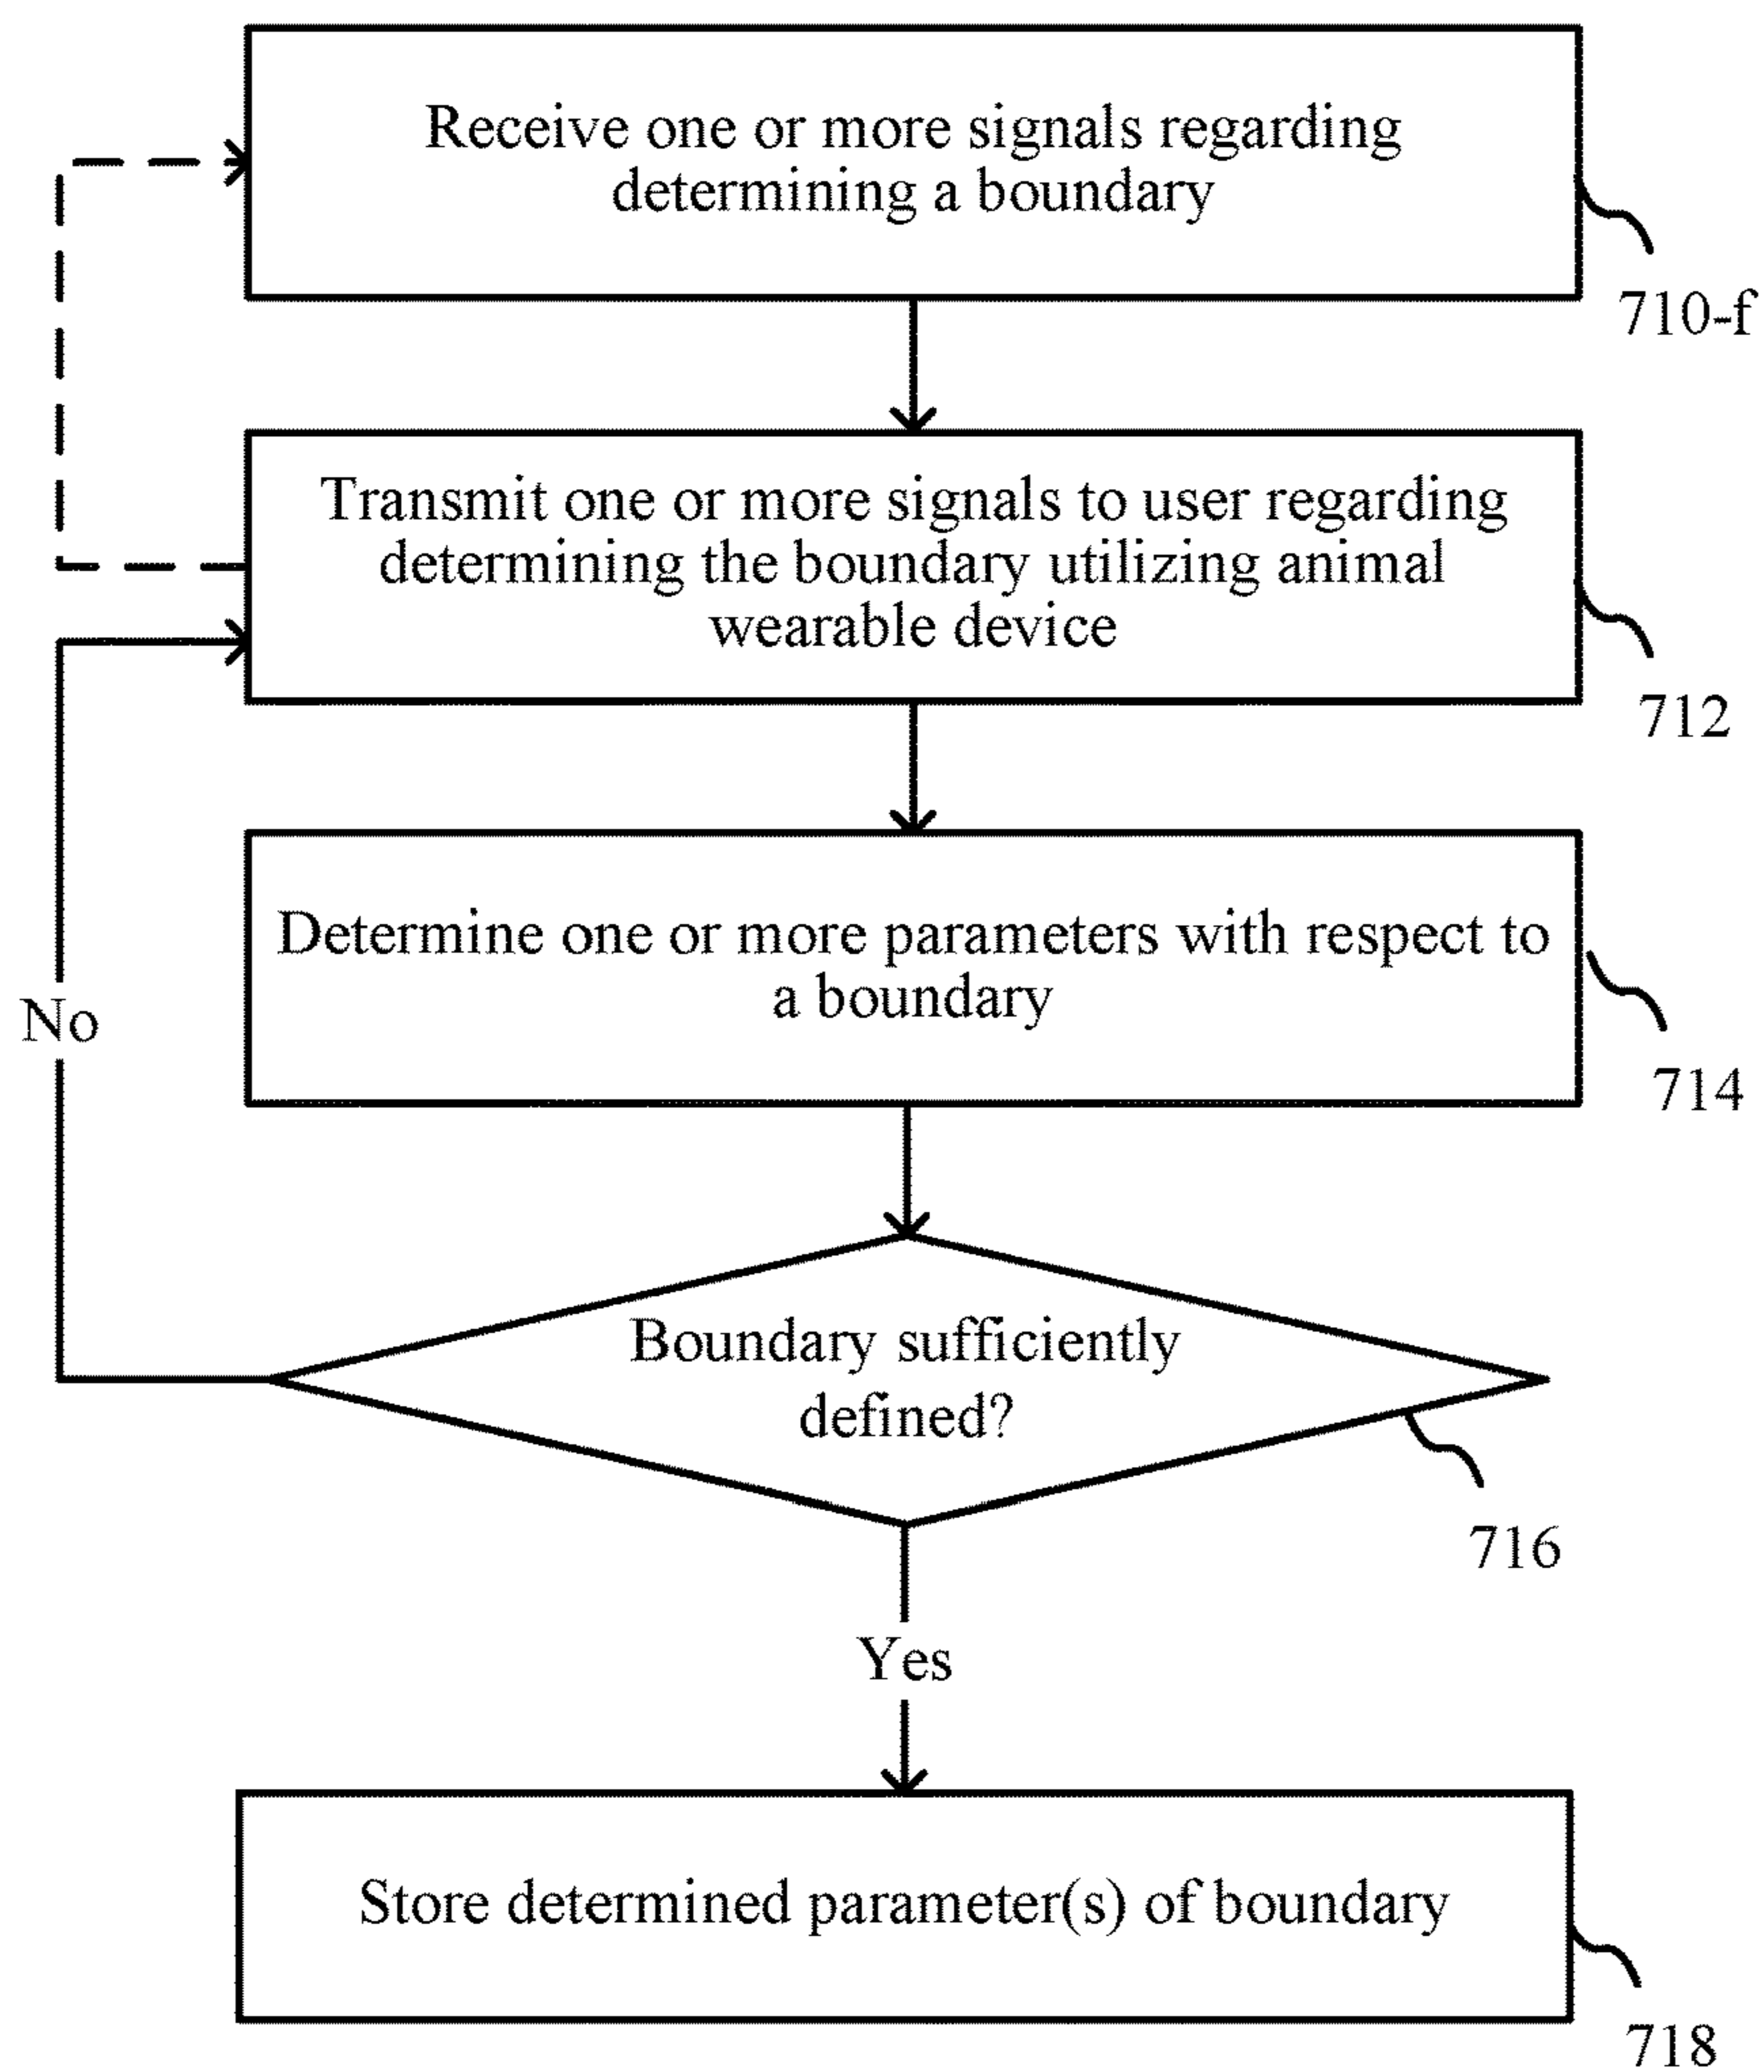 Receive one or more signals regarding
determining a boundary
710-f
Transmit one or more signals to user regarding
determining the boundary utilizing animal
wearable device
712
Determine one or more parameters with respect to
a boundary
No
714
Boundary sufficiently
defined?
716
Yes
Store determined parameter(s) of boundary
718